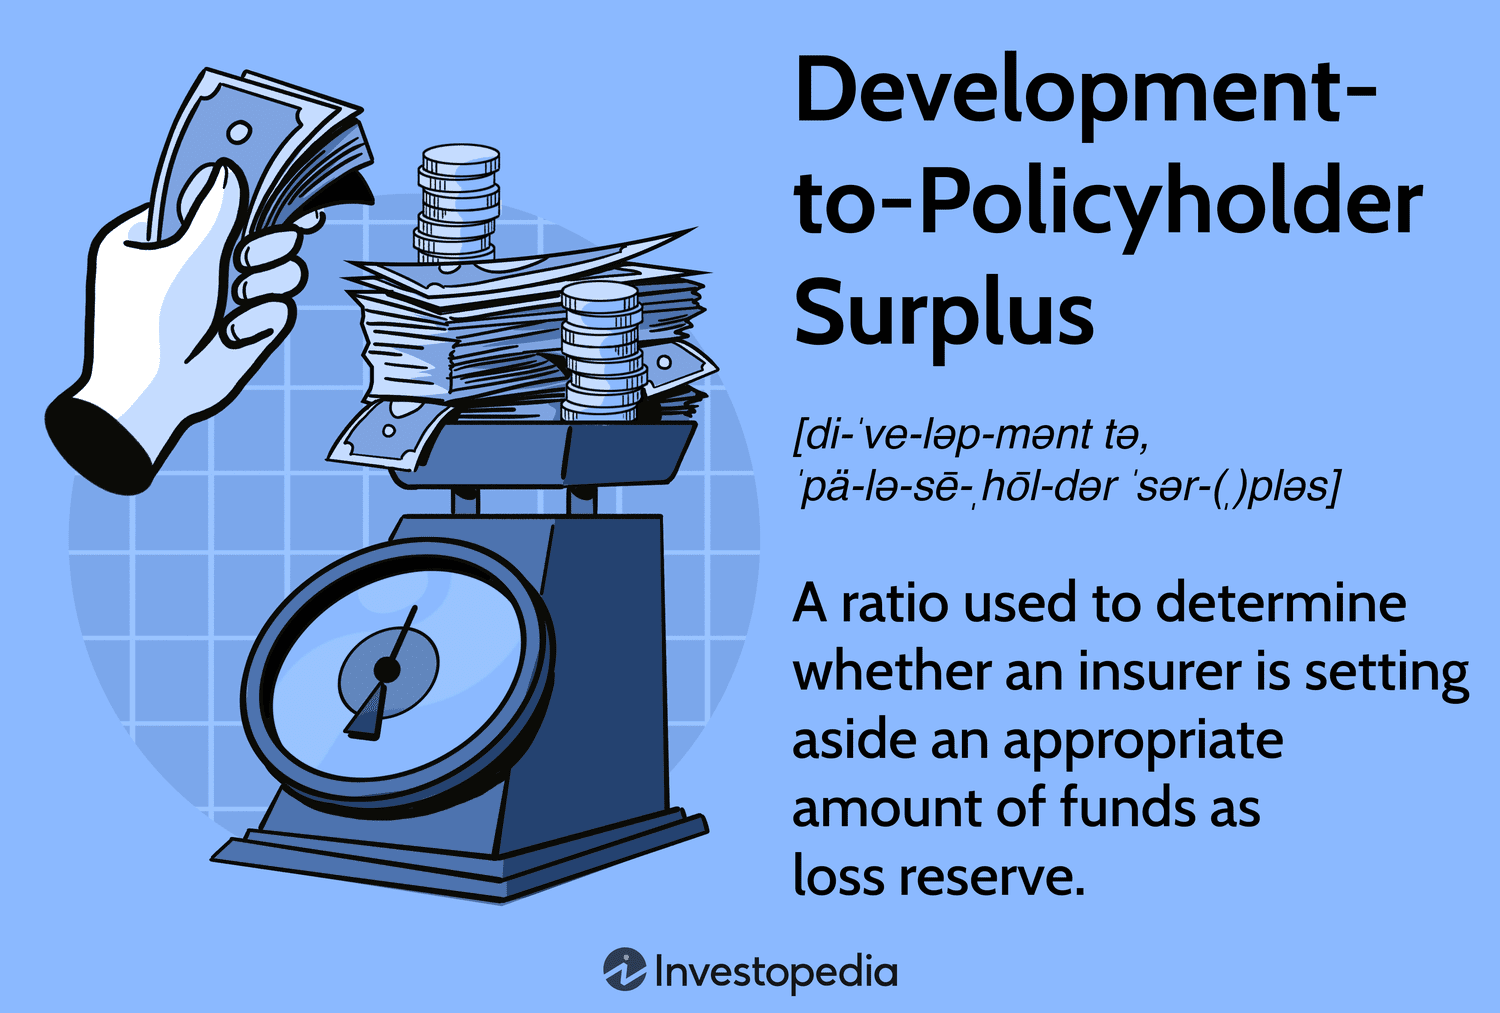 Development-
to-Policyholder
Surplus
[di-ˈve-ləp-mənt tə,
ˈpä-lə-sē-ˌhōl-dər ˈsər-(ˌ)pləs]
A ratio used to determine
whether an insurer is setting
aside an appropriate
amount of funds as
loss reserve.
Investopedia